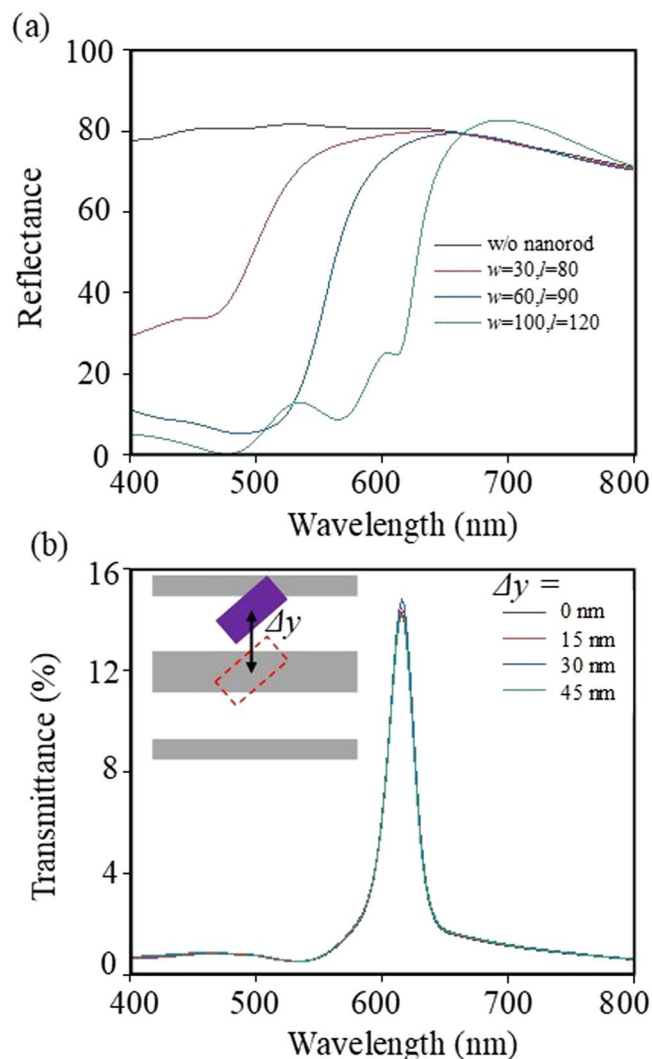 (a)
100
80
60
40
20
0
Reflectance
w/o nanorod
w=30,l=80
w=60,l=90
w=100,l=120
400 500 600 700 800
Wavelength (nm)
(b)
16
12
8
4
0
Transmittance (%)
Δy
Δy =
0 nm
15 nm
30 nm
45 nm
400 500 600 700 800
Wavelength (nm)